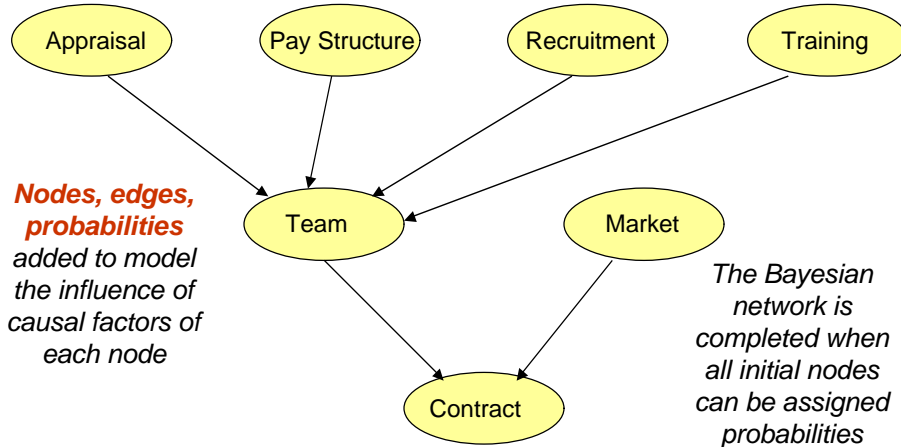 Appraisal
Pay Structure
Recruitment
Training
Nodes, edges,
probabilities
added to model
the influence of
causal factors of
each node
Team
Market
The Bayesian
network is
completed when
all initial nodes
can be assigned
probabilities
Contract